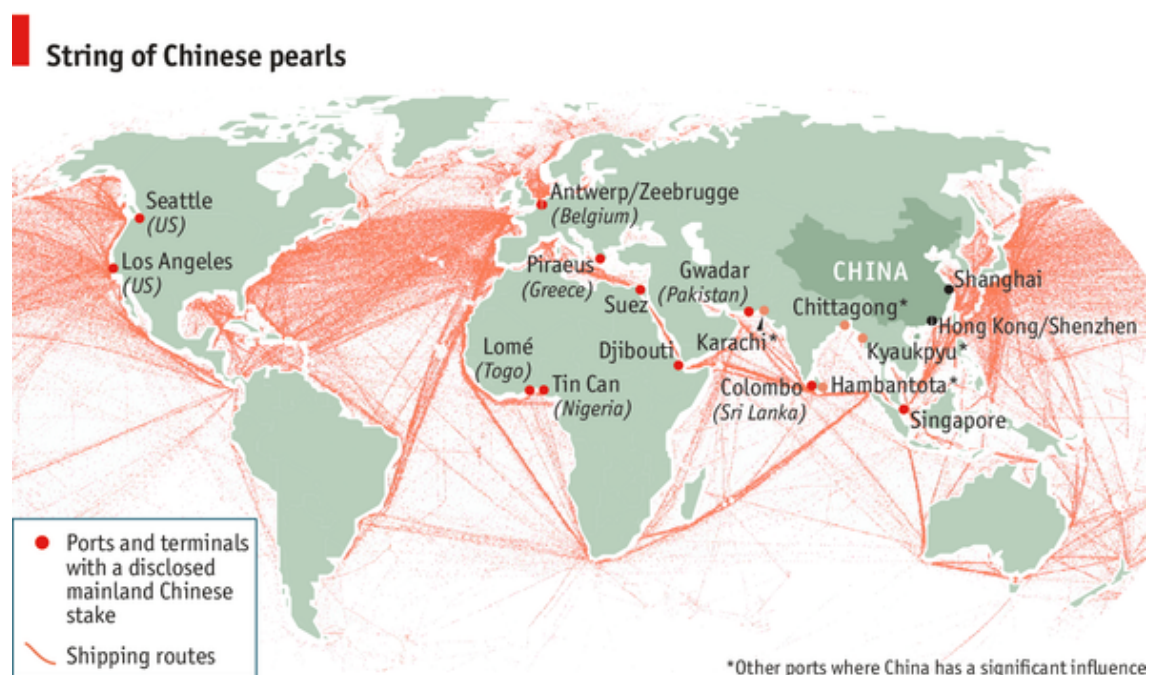 String of Chinese pearls
Seattle
(US)
Los Angeles
(US)
Antwerp/Zeebrugge
(Belgium)
Piraeus
(Greece)
Suez
Gwadar
(Pakistan)
Karachi*
CHINA
Chittagong*
Shanghai
Hong Kong/Shenzhen
Kyaukpyu*
Lomé
(Togo)
Tin Can
(Nigeria)
Djibouti
Colombo
(Sri Lanka)
Hambantota*
Singapore
Ports and terminals
with a disclosed
mainland Chinese
stake
Shipping routes
*Other ports where China has a significant influence